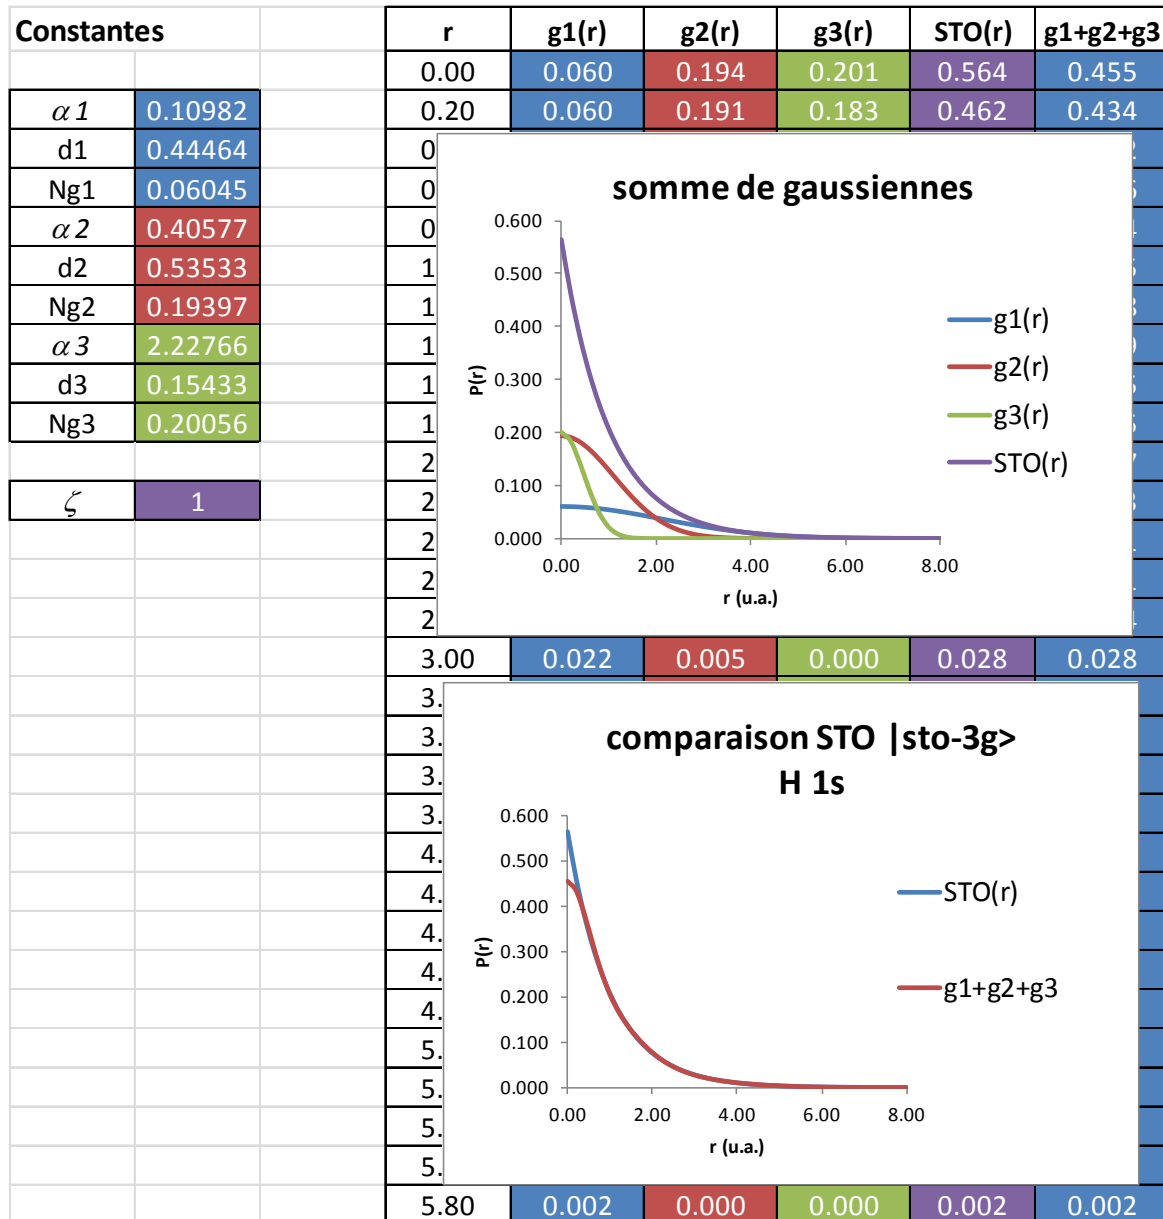 Constantes r g1(r) g2(r) g3(r) STO(r) g1+g2+g3
0.00 0.060 0.194 0.201 0.564 0.455
α1 0.10982 0.20 0.060 0.191 0.183 0.462 0.434
d1 0.44464
Ng1 0.06045
α2 0.40577
d2 0.53533
Ng2 0.19397
α3 2.22766
d3 0.15433
Ng3 0.20056
ζ 1
somme de gaussiennes
0.600
0.500
0.400
0.300
0.200
0.100
0.000
P(r)
0.00 2.00 4.00 6.00 8.00
r (u.a.)
g1(r)
g2(r)
g3(r)
STO(r)
3.00 0.022 0.005 0.000 0.028 0.028
comparaison STO |sto-3g>
H 1s
0.600
0.500
0.400
0.300
0.200
0.100
0.000
P(r)
0.00 2.00 4.00 6.00 8.00
r (u.a.)
STO(r)
g1+g2+g3
5.80 0.002 0.000 0.000 0.002 0.002